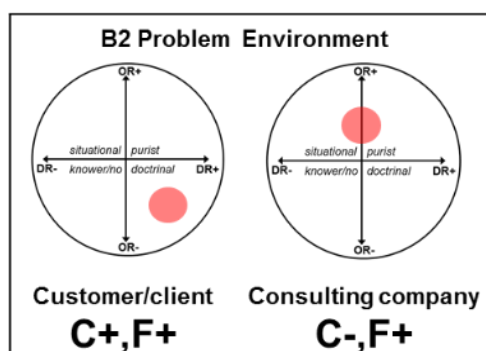 B2 Problem Environment
OR+
situational purist
DR- DR+
knower/no doctrinal
OR-
OR+
situational purist
DR- DR+
knower/no doctrinal
OR-
Customer/client
C+,F+
Consulting company
C-,F+